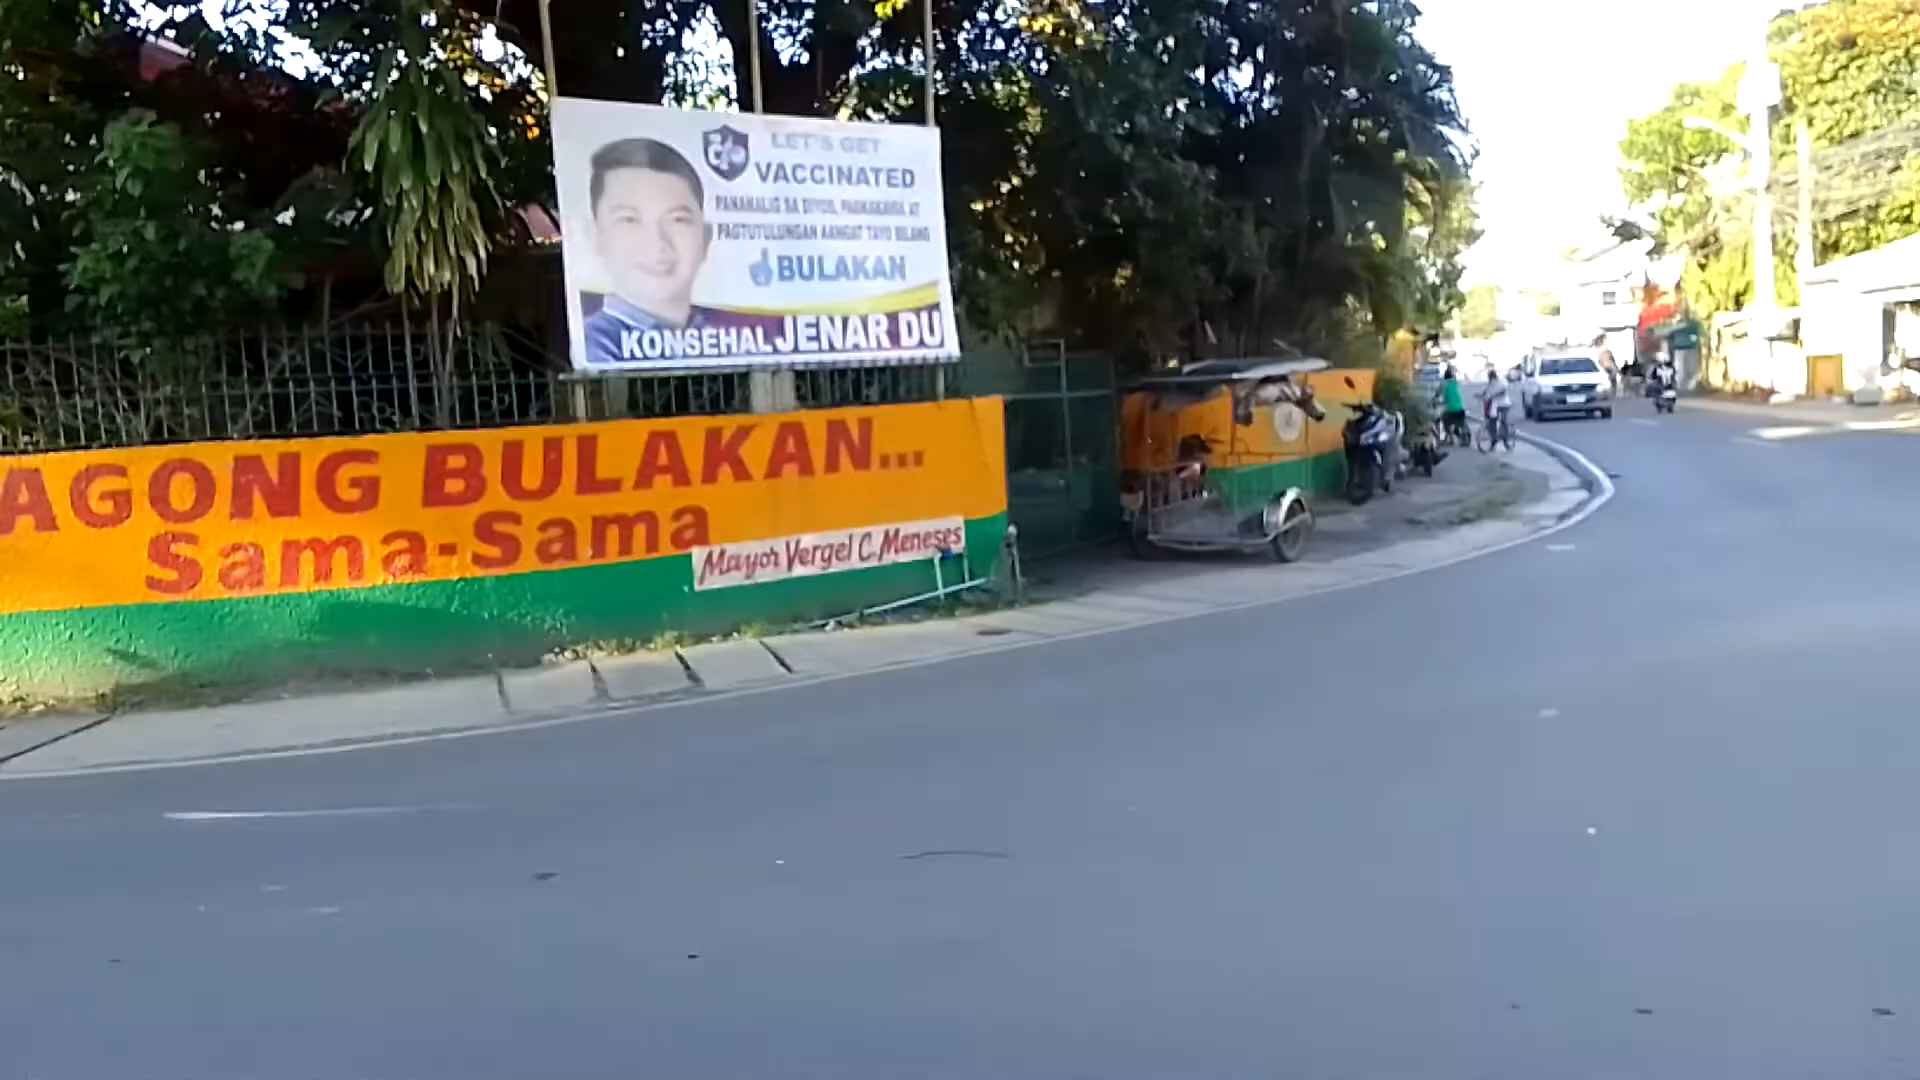 LET'S GET
VACCINATED
PANANALIG SA DIYOS, PAGKAKAISA AT
PAGTUTULUNGAN AANGAT TAYO BILANG
BULAKAN
KONSEHAL JENAR DU
AGONG BULAKAN...
Sama-Sama
Mayor Vergel C. Meneses